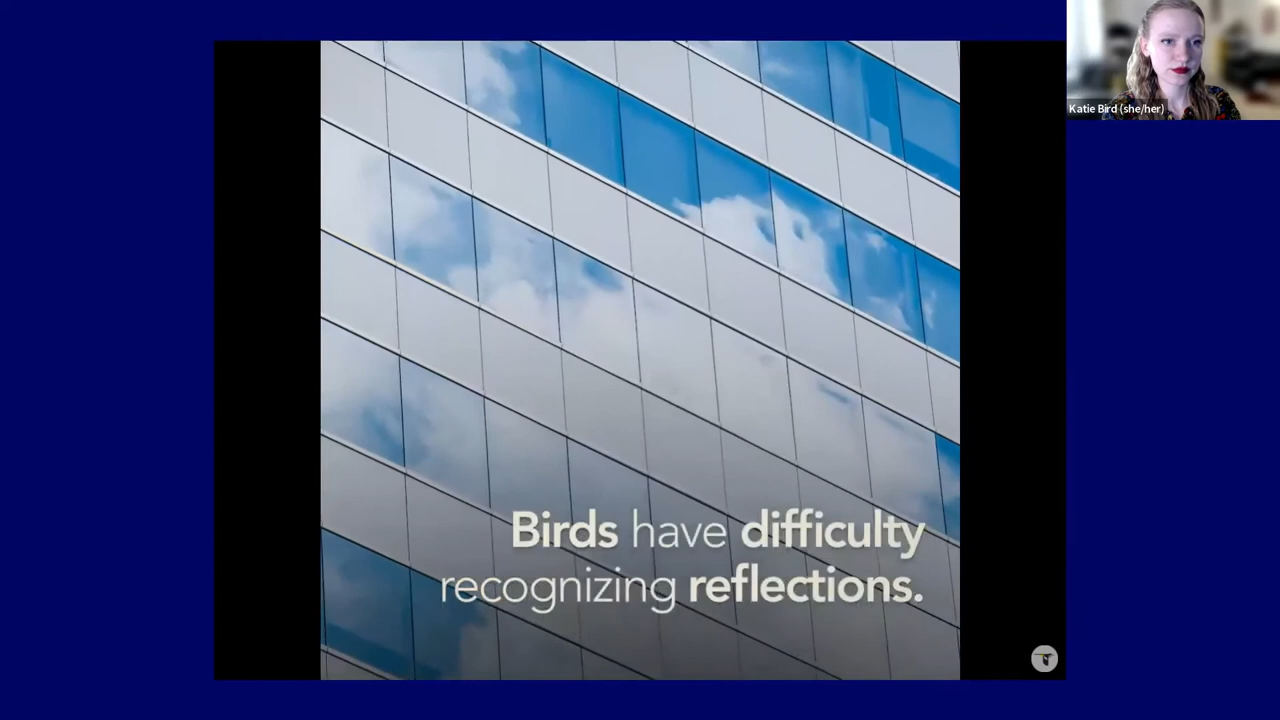 Katie Bird (she/her)
Birds have difficulty
recognizing reflections.